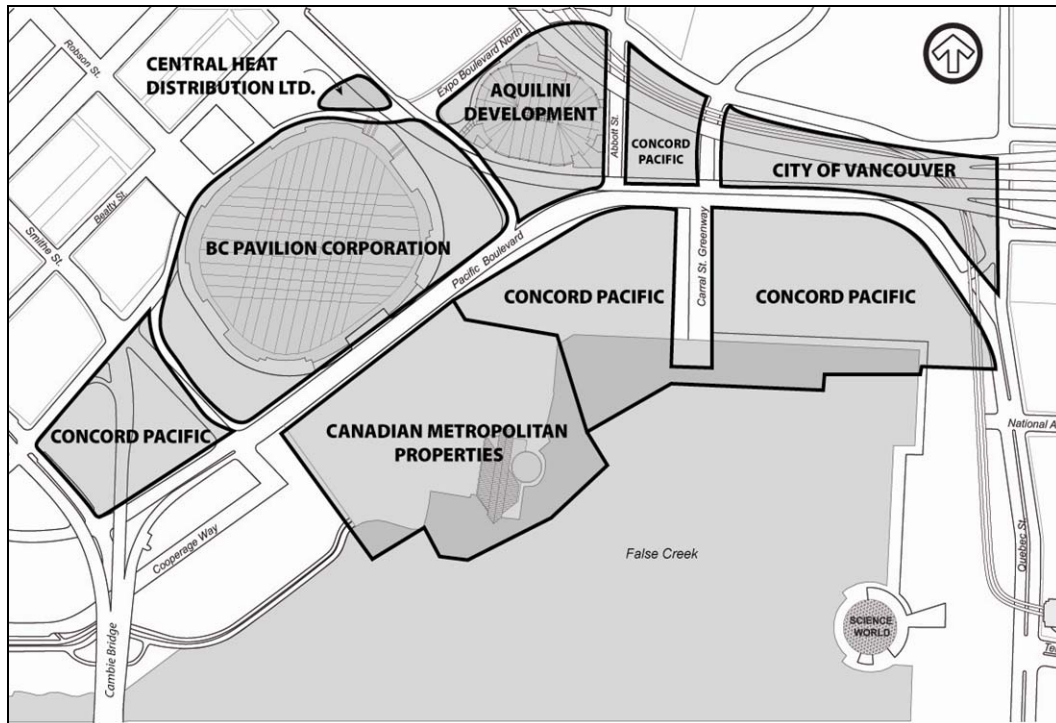 Robson St.
Expo Boulevard North
CENTRAL HEAT
DISTRIBUTION LTD.
AQUILINI
DEVELOPMENT
Abbott St.
CONCORD
PACIFIC
CITY OF VANCOUVER
Beatty St.
Smithe St.
BC PAVILION CORPORATION
Pacific Boulevard
Carral St. Greenway
CONCORD PACIFIC
CONCORD PACIFIC
CONCORD PACIFIC
CANADIAN METROPOLITAN
PROPERTIES
National A
Cooperage Way
False Creek
Quebec St.
Cambie Bridge
SCIENCE
WORLD
Te